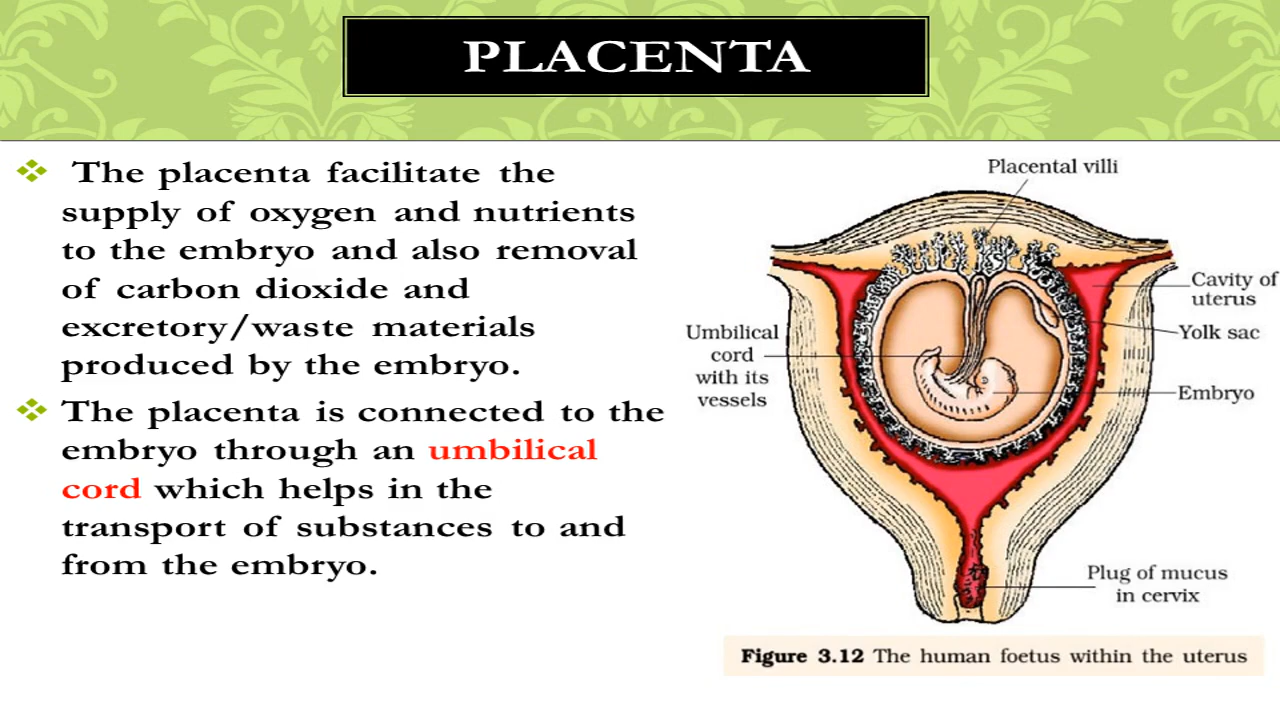 PLACENTA
The placenta facilitate the
supply of oxygen and nutrients
to the embryo and also removal
of carbon dioxide and
excretory/waste materials
produced by the embryo.
The placenta is connected to the
embryo through an umbilical
cord which helps in the
transport of substances to and
from the embryo.
Placental villi
Cavity of
uterus
Yolk sac
Umbilical
cord
with its
vessels
Embryo
Plug of mucus
in cervix
Figure 3.12 The human foetus within the uterus